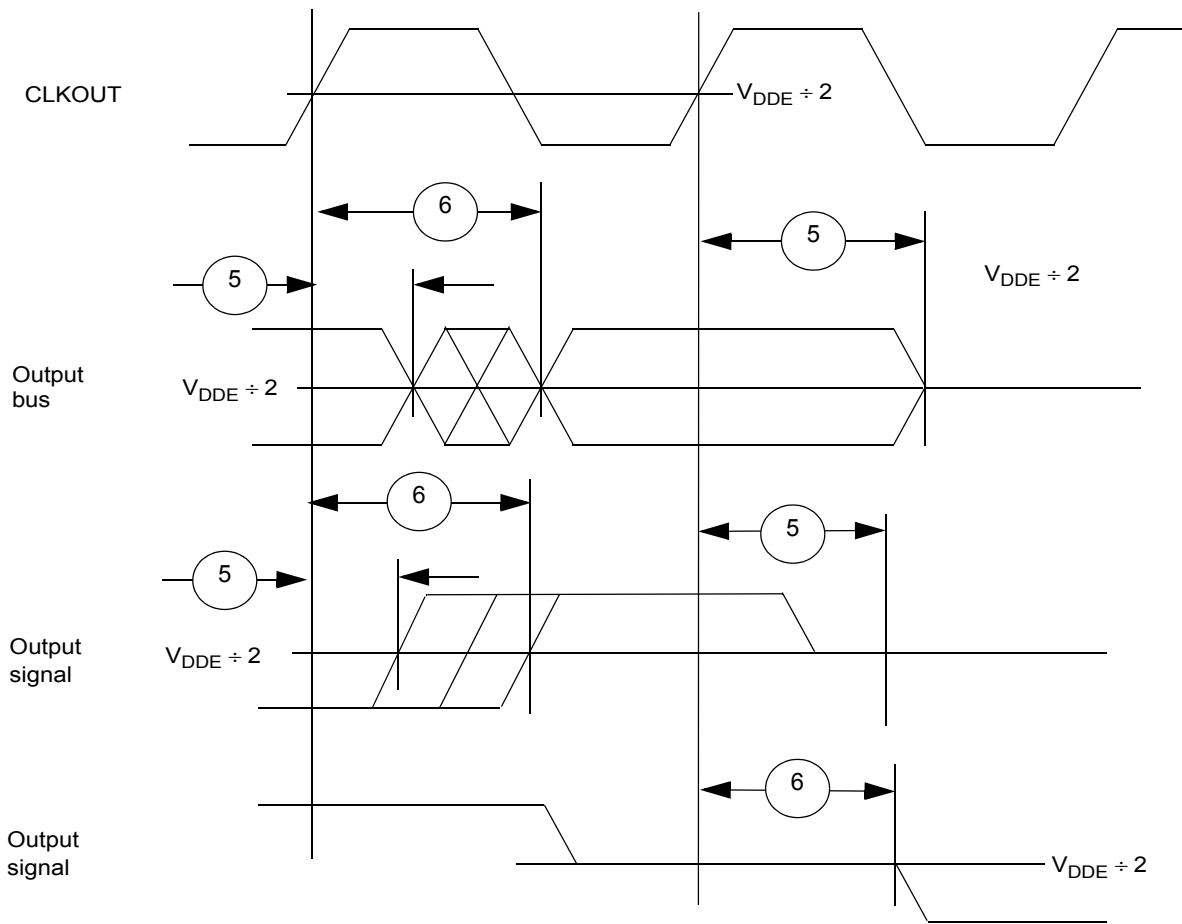 CLKOUT
V_DDE ÷ 2
6
5
5
V_DDE ÷ 2
Output
bus
V_DDE ÷ 2
6
5
5
Output
signal
V_DDE ÷ 2
6
Output
signal
V_DDE ÷ 2